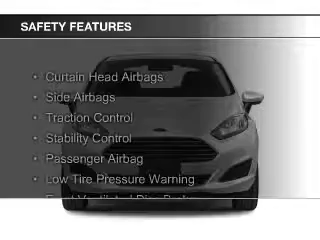 SAFETY FEATURES
• Curtain Head Airbags
• Side Airbags
• Traction Control
• Stability Control
• Passenger Airbag
• Low Tire Pressure Warning